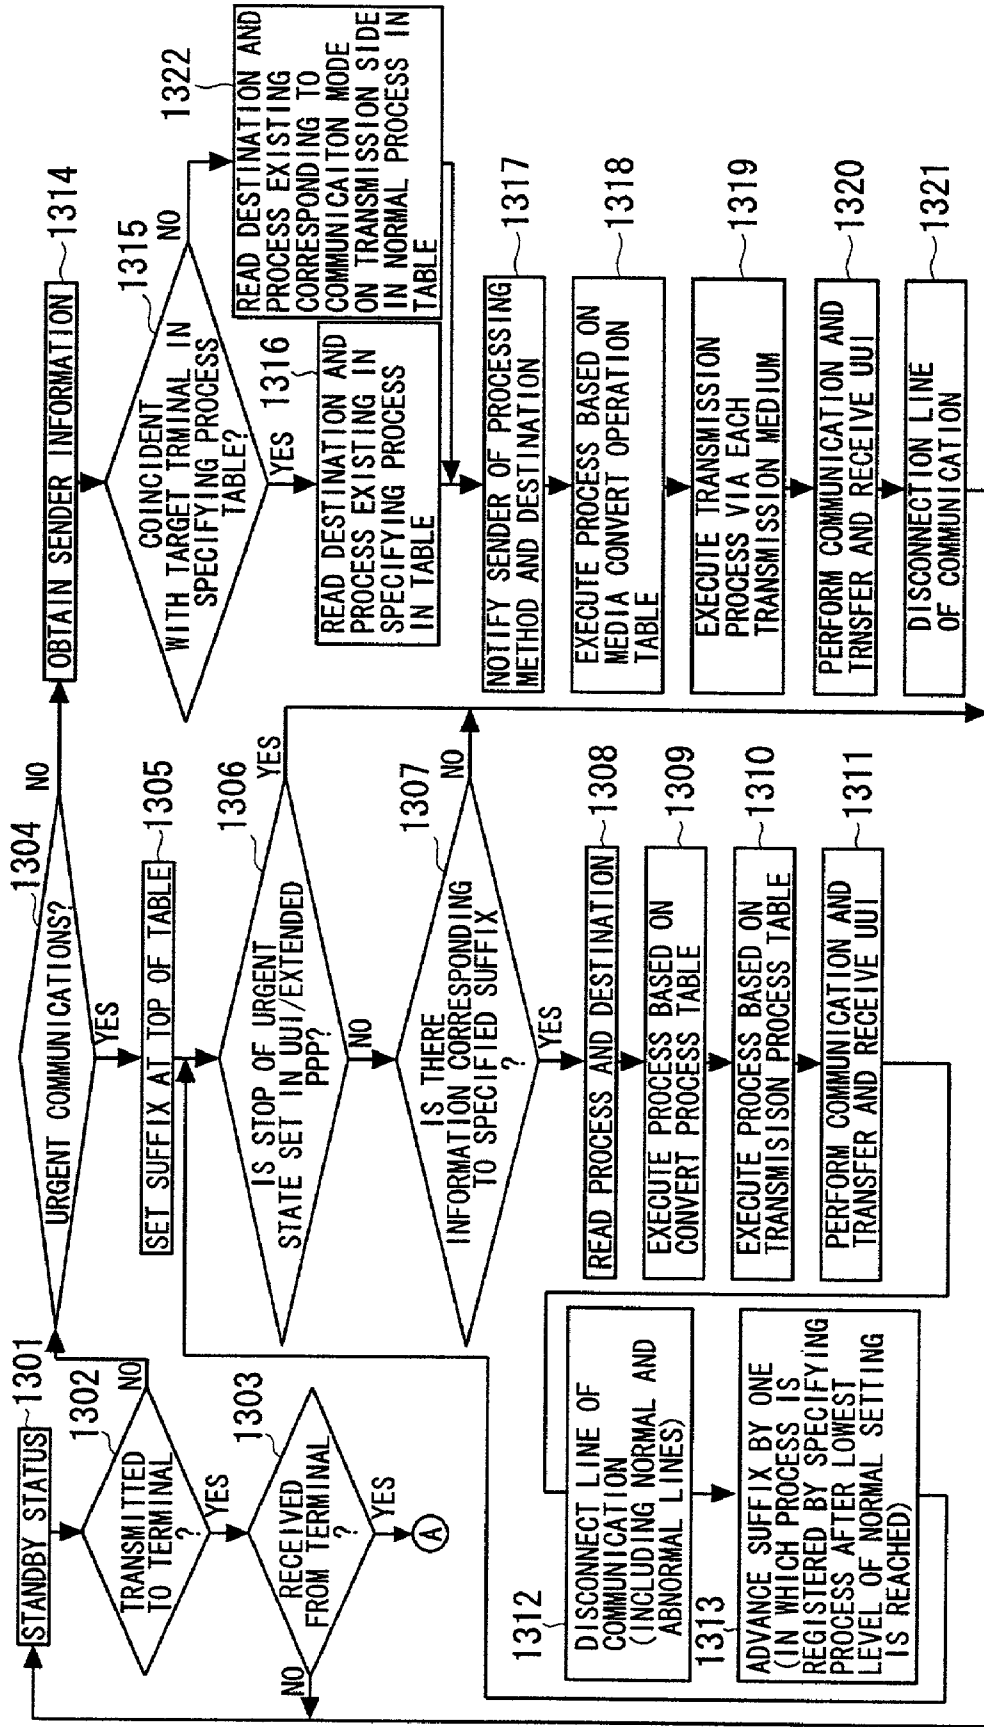 1301
STANDBY STATUS
1302
TRANSMITTED
TO TERMINAL
?
NO
YES
1303
RECEIVED
FROM TERMINAL
?
NO
YES
A
1304
URGENT COMMUNICATIONS?
NO
YES
SET SUFFIX AT TOP OF TABLE
1305
1306
IS STOP OF URGENT
STATE SET IN UUI/EXTENDED
PPP?
YES
NO
1307
IS THERE
INFORMATION CORRESPONDING
TO SPECIFIED SUFFIX
?
NO
YES
READ PROCESS AND DESTINATION
1308
EXECUTE PROCESS BASED ON
CONVERT PROCESS TABLE
1309
EXECUTE PROCESS BASED ON
TRANSMISISON PROCESS TABLE
1310
PERFORM COMMUNICATION AND
TRANSFER AND RECEIVE UUI
1311
1312
DISCONNECT LINE OF
COMMUNICATION
(INCLUDING NORMAL AND
ABNORMAL LINES)
1313
ADVANCE SUFFIX BY ONE
(IN WHICH PROCESS IS
REGISTERED BY SPECIFYING
PROCESS AFTER LOWEST
LEVEL OF NORMAL SETTING
IS REACHED)
OBTAIN SENDER INFORMATION
1314
1315
COINCIDENT
WITH TARGET TRMINAL IN
SPECIFYING PROCESS
TABLE?
NO
YES
1316
READ DESTINATION AND
PROCESS EXISTING IN
SPECIFYING PROCESS
IN TABLE
1322
READ DESTINATION AND
PROCESS EXISTING
CORRESPONDING TO
COMMUNICAITON MODE
ON TRANSMISSION SIDE
IN NORMAL PROCESS IN
TABLE
NOTIFY SENDER OF PROCESSING
METHOD AND DESTINATION
1317
EXECUTE PROCESS BASED ON
MEDIA CONVERT OPERATION
TABLE
1318
EXECUTE TRANSMISSION
PROCESS VIA EACH
TRANSMISSION MEDIUM
1319
PERFORM COMMUNICATION AND
TRNSFER AND RECEIVE UUI
1320
DISCONNECTION LINE
OF COMMUNICATION
1321